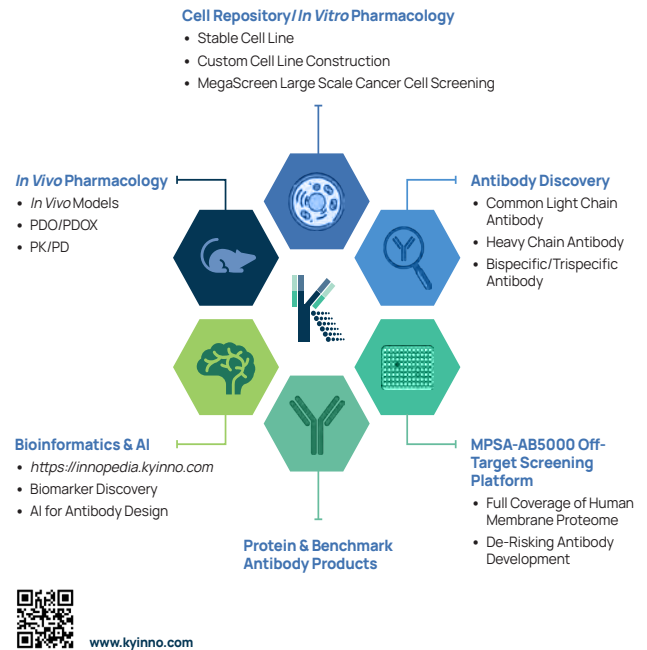 Cell Repository/In Vitro Pharmacology
• Stable Cell Line
• Custom Cell Line Construction
• MegaScreen Large Scale Cancer Cell Screening
In Vivo Pharmacology
• In Vivo Models
• PDO/PDOX
• PK/PD
Antibody Discovery
• Common Light Chain
Antibody
• Heavy Chain Antibody
• Bispecific/Trispecific
Antibody
Bioinformatics & AI
• https://innopedia.kyinno.com
• Biomarker Discovery
• AI for Antibody Design
MPSA-AB5000 Off-
Target Screening
Platform
• Full Coverage of Human
Membrane Proteome
• De-Risking Antibody
Development
Protein & Benchmark
Antibody Products
www.kyinno.com